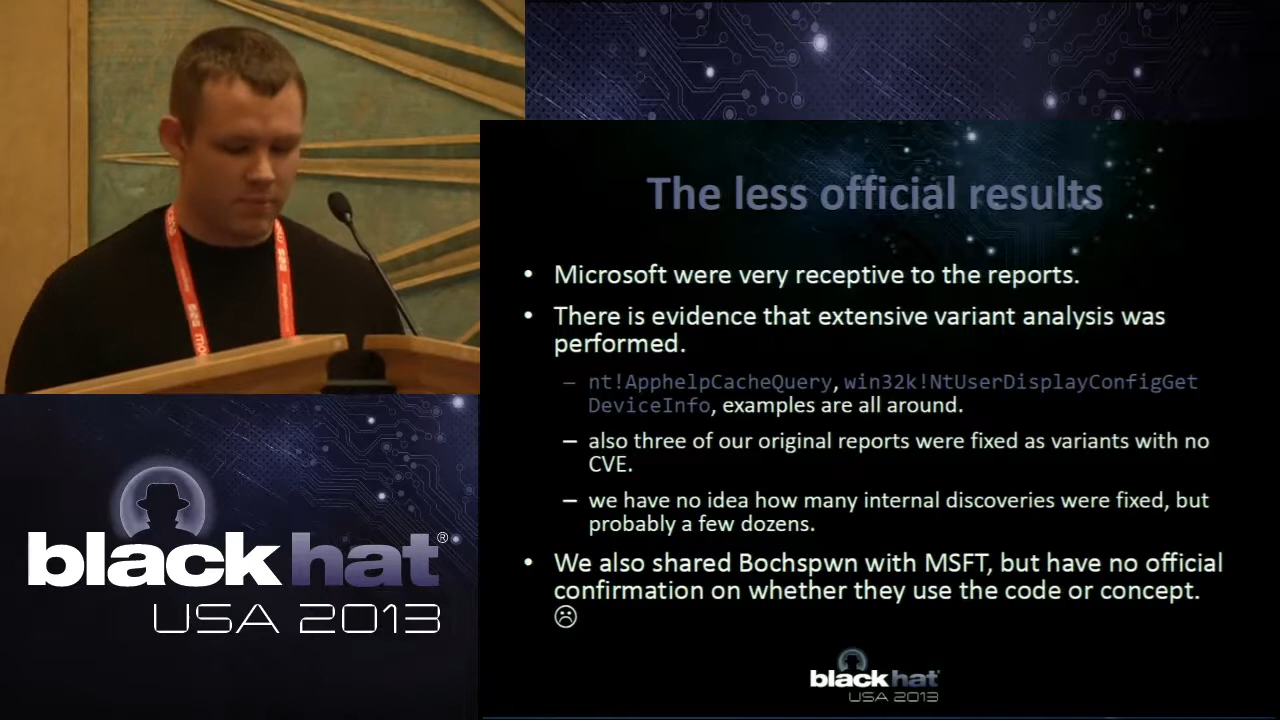 The less official results
• Microsoft were very receptive to the reports.
• There is evidence that extensive variant analysis was
performed.
– nt!ApphelpCacheQuery, win32k!NtUserDisplayConfigGet
DeviceInfo, examples are all around.
– also three of our original reports were fixed as variants with no
CVE.
– we have no idea how many internal discoveries were fixed, but
probably a few dozens.
• We also shared Bochspwn with MSFT, but have no official
confirmation on whether they use the code or concept.
☹
black hat®
USA 2013
black hat
USA 2013